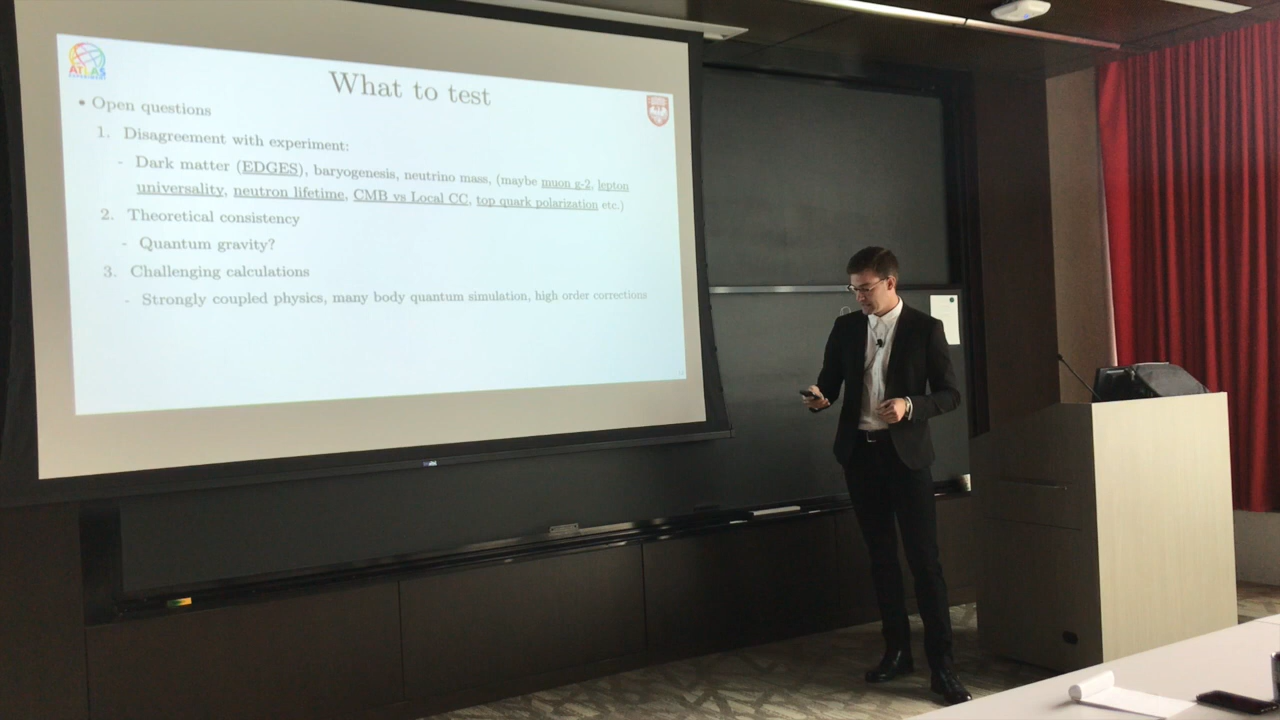 ATLAS
EXPERIMENT
What to test
• Open questions
1. Disagreement with experiment:
- Dark matter (EDGES), baryogenesis, neutrino mass, (maybe muon g-2, lepton
universality, neutron lifetime, CMB vs Local CC, top quark polarization etc.)
2. Theoretical consistency
- Quantum gravity?
3. Challenging calculations
- Strongly coupled physics, many body quantum simulation, high order corrections